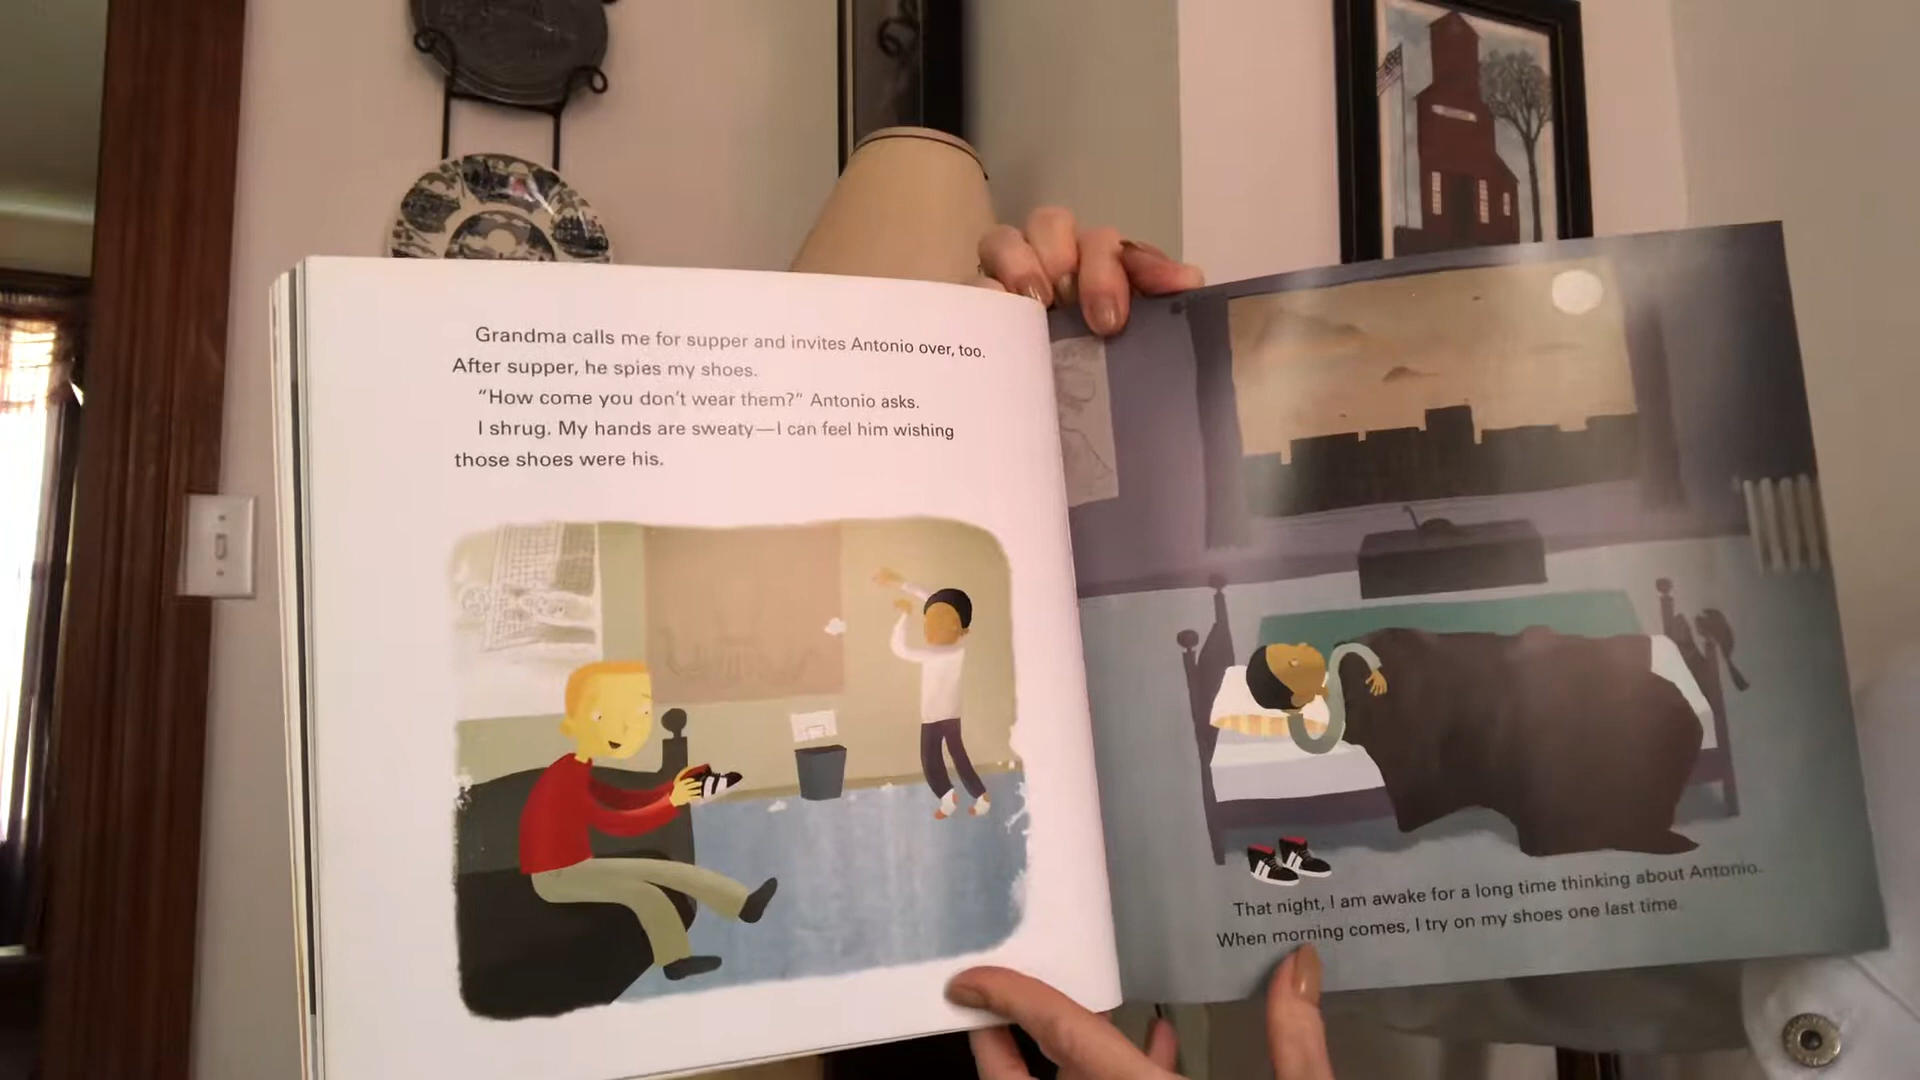 Grandma calls me for supper and invites Antonio over, too.
After supper, he spies my shoes.
“How come you don’t wear them?” Antonio asks.
I shrug. My hands are sweaty—I can feel him wishing
those shoes were his.
That night, I am awake for a long time thinking about Antonio.
When morning comes, I try on my shoes one last time.